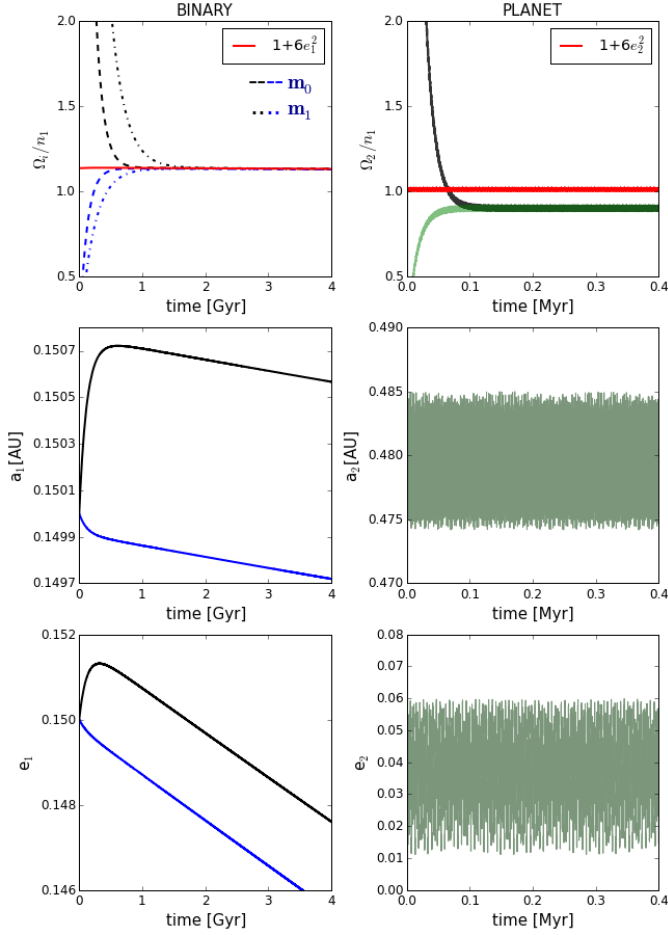 BINARY
PLANET
2.0
1.5
1.0
0.5
Ω_i/n_1
1+6e_1^2
m_0
m_1
0 1 2 3 4
time [Gyr]
2.0
1.5
1.0
0.5
Ω_2/n_1
1+6e_2^2
0.0 0.1 0.2 0.3 0.4
time [Myr]
0.1507
0.1505
0.1503
0.1501
0.1499
0.1497
a_1[AU]
0 1 2 3 4
time [Gyr]
0.490
0.485
0.480
0.475
0.470
a_2[AU]
0.0 0.1 0.2 0.3 0.4
time [Myr]
0.152
0.150
0.148
0.146
e_1
0 1 2 3 4
time [Gyr]
0.08
0.07
0.06
0.05
0.04
0.03
0.02
0.01
0.00
e_2
0.0 0.1 0.2 0.3 0.4
time [Myr]